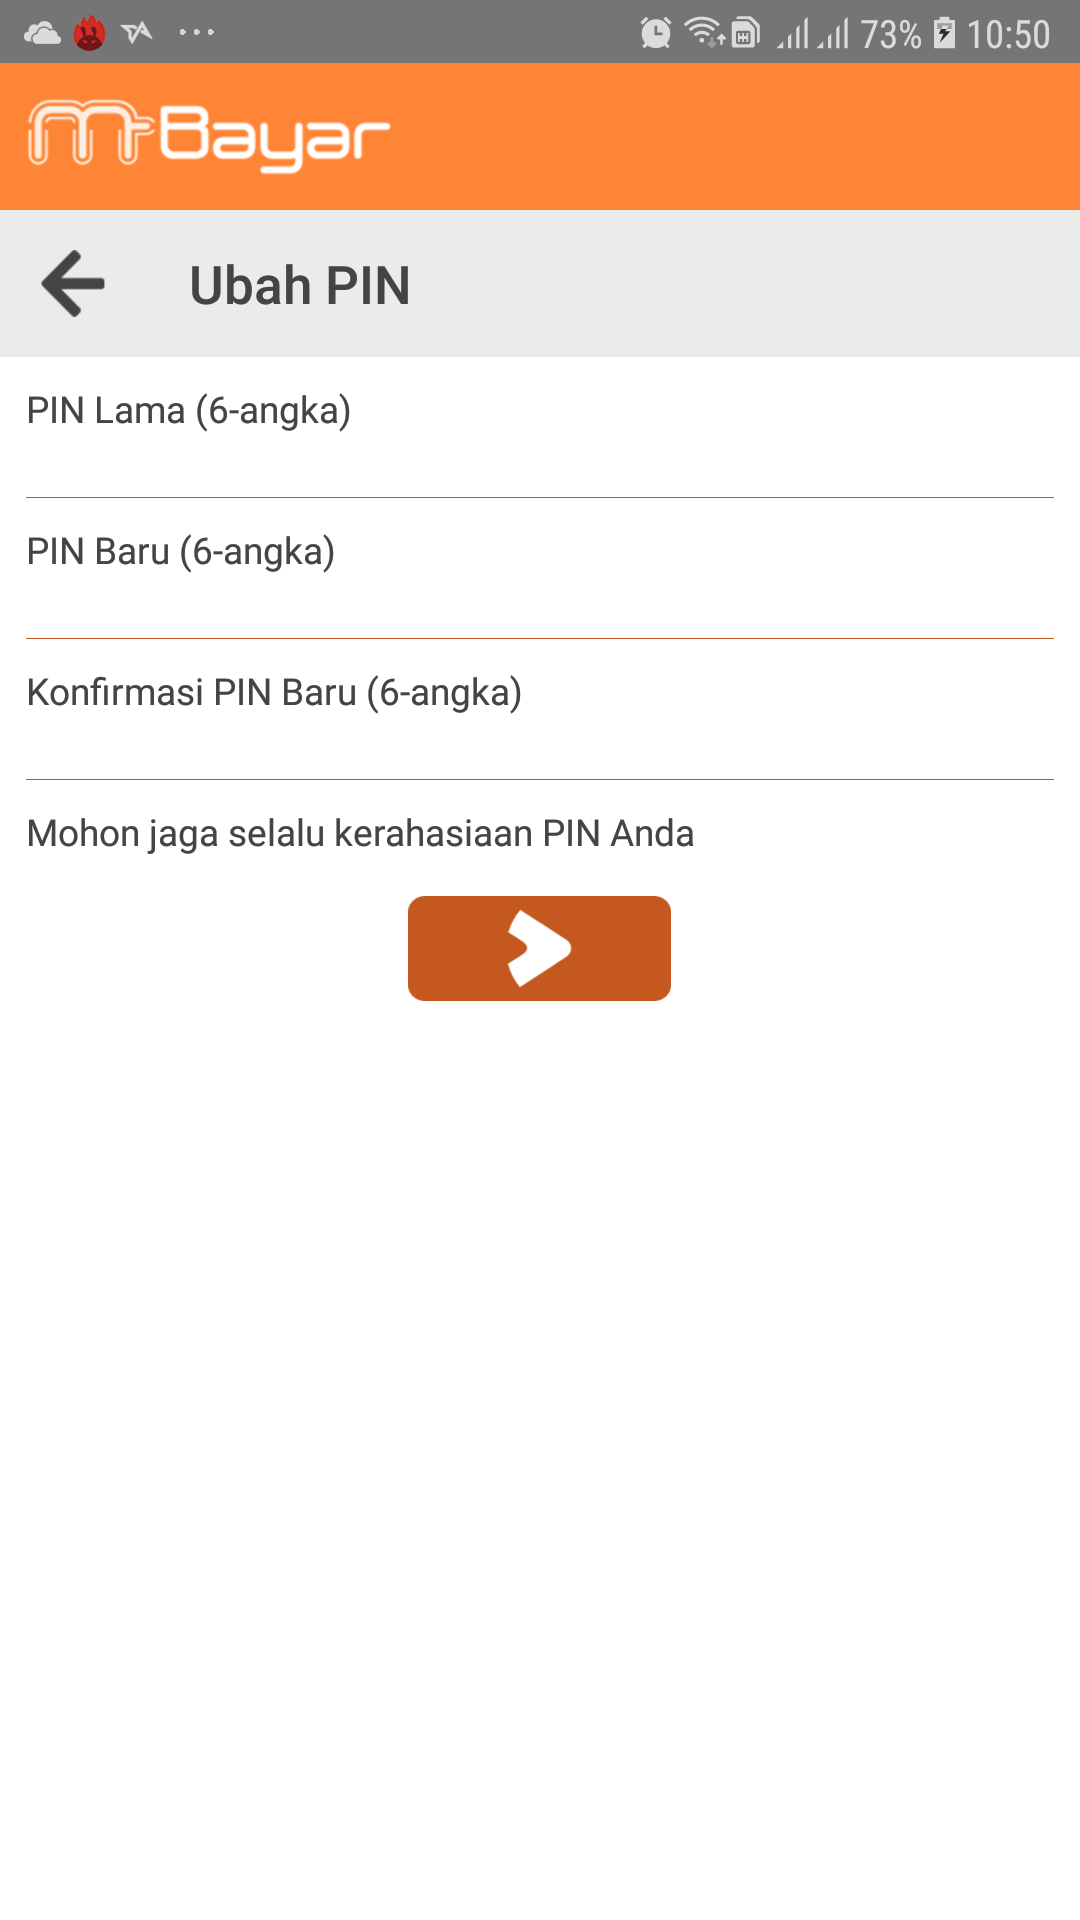 73% 10:50
m-Bayar
Ubah PIN
PIN Lama (6-angka)
PIN Baru (6-angka)
Konfirmasi PIN Baru (6-angka)
Mohon jaga selalu kerahasiaan PIN Anda